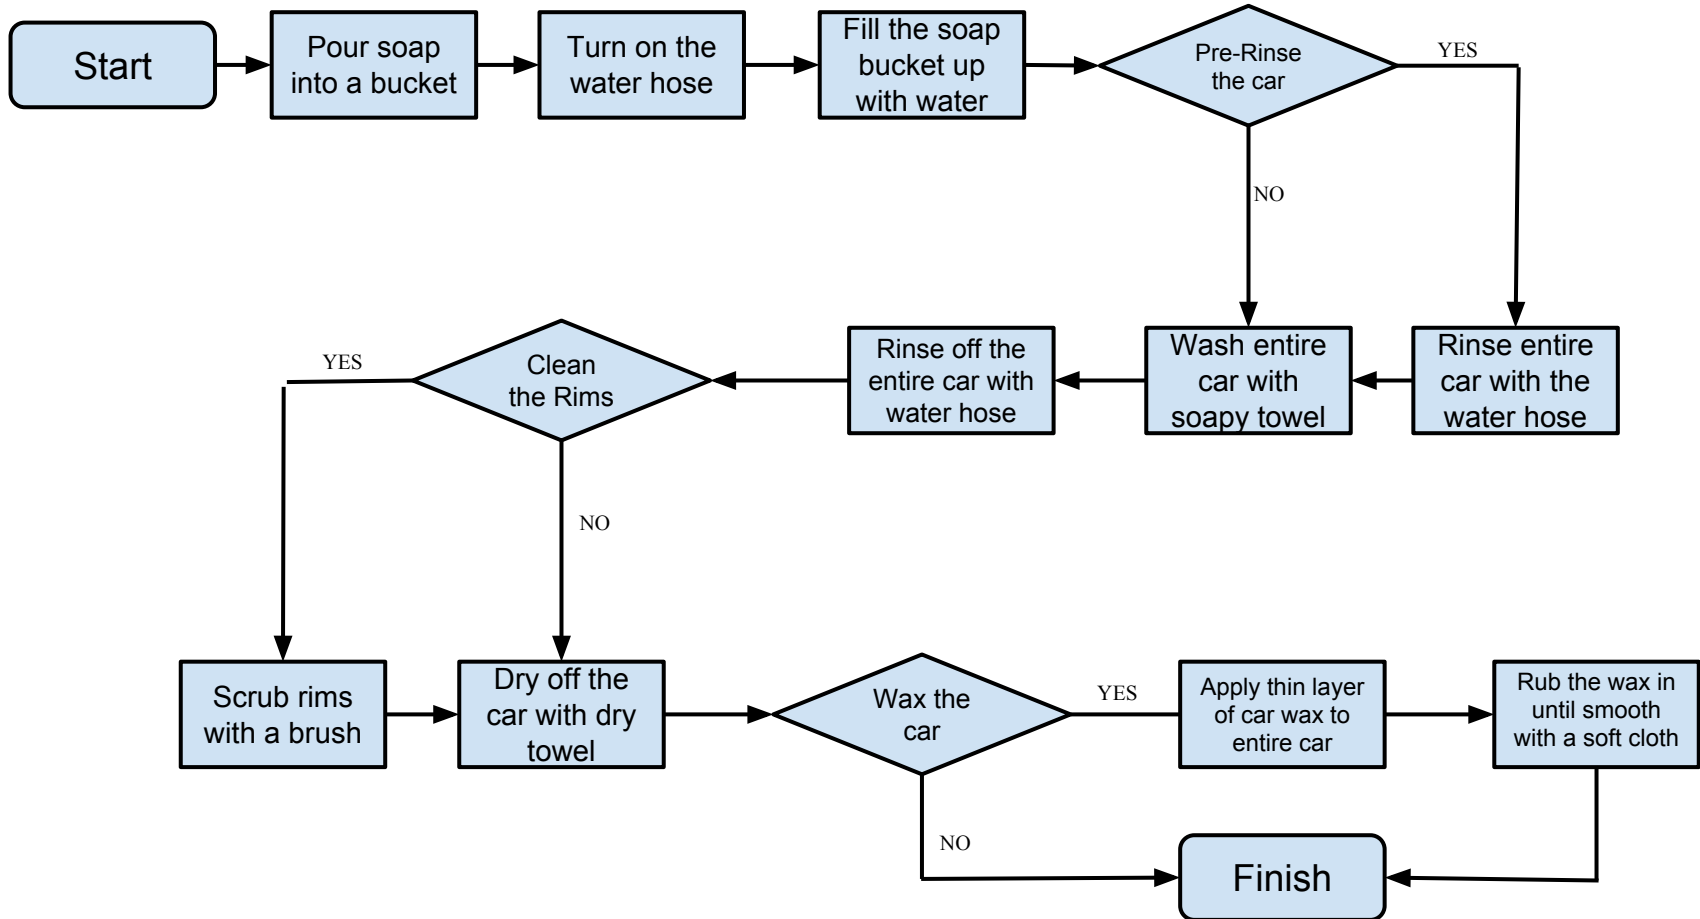 Start
Pour soap
into a bucket
Turn on the
water hose
Fill the soap
bucket up
with water
Pre-Rinse
the car
YES
NO
Rinse entire
car with the
water hose
Wash entire
car with
soapy towel
Rinse off the
entire car with
water hose
Clean
the Rims
YES
NO
Scrub rims
with a brush
Dry off the
car with dry
towel
Wax the
car
YES
NO
Apply thin layer
of car wax to
entire car
Rub the wax in
until smooth
with a soft cloth
Finish